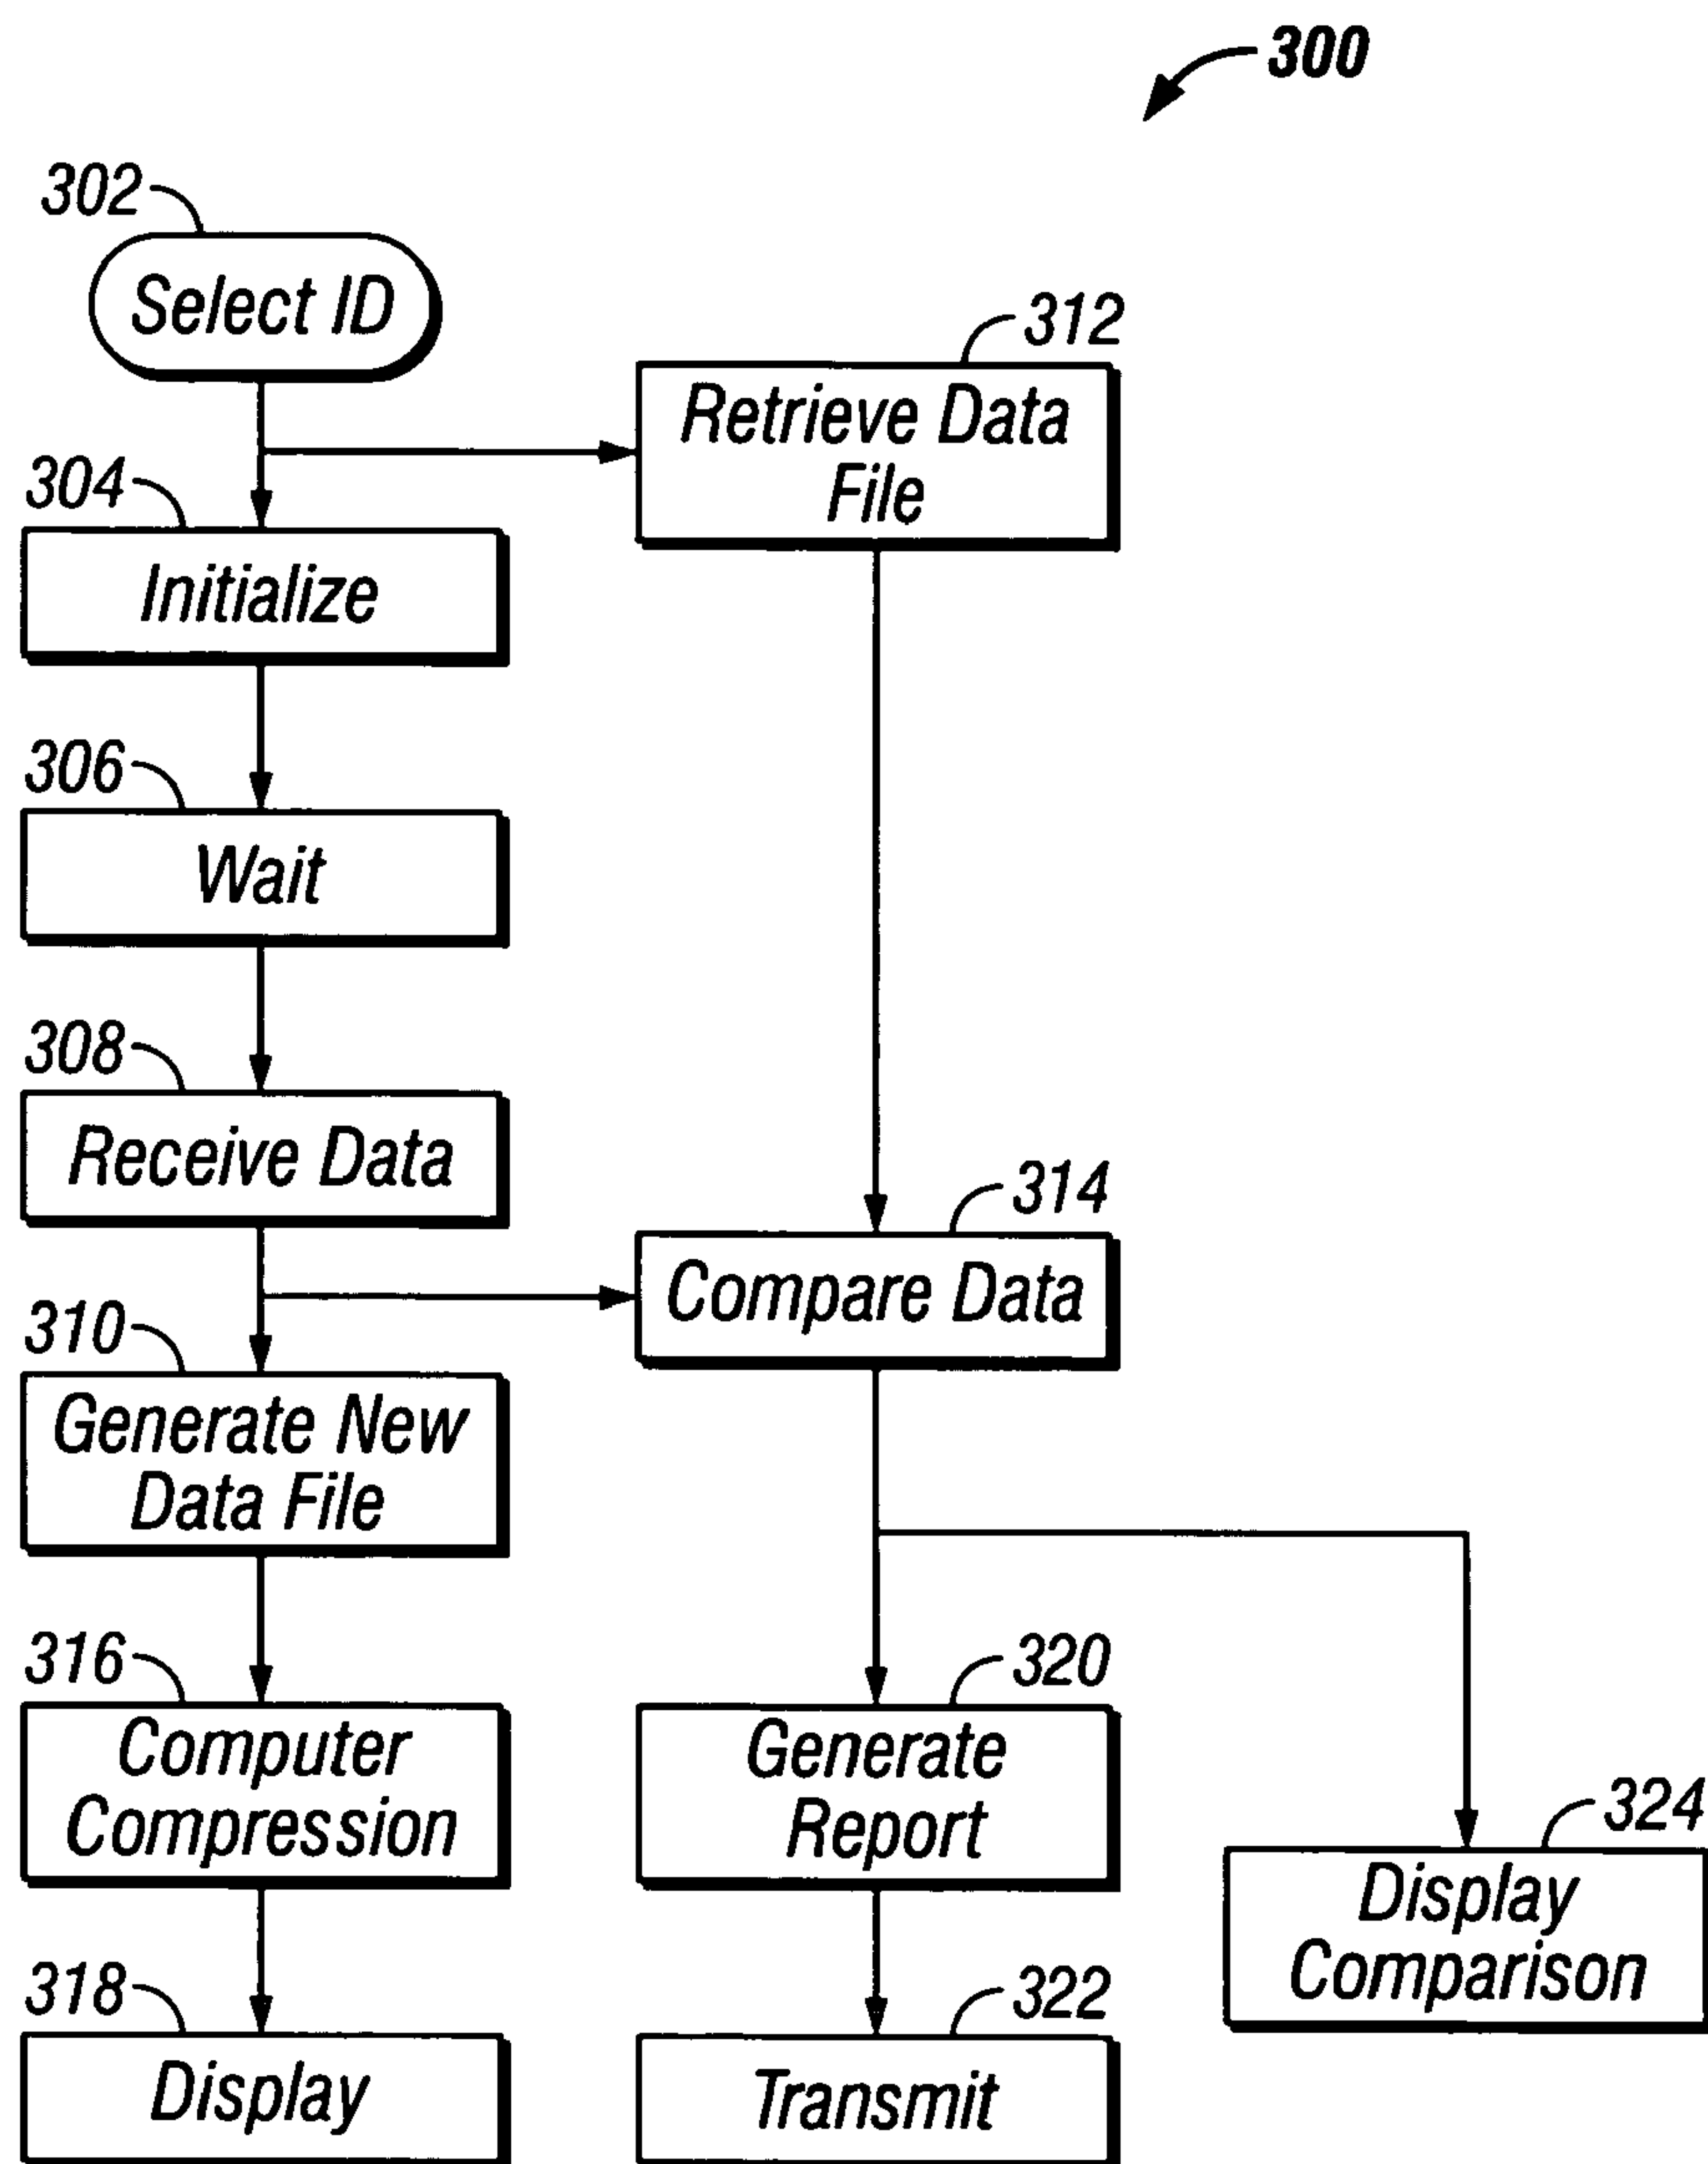 300
302
Select ID
312
Retrieve Data
File
304
Initialize
306
Wait
308
Receive Data
314
Compare Data
310
Generate New
Data File
316
Computer
Compression
320
Generate
Report
324
Display
Comparison
318
Display
322
Transmit